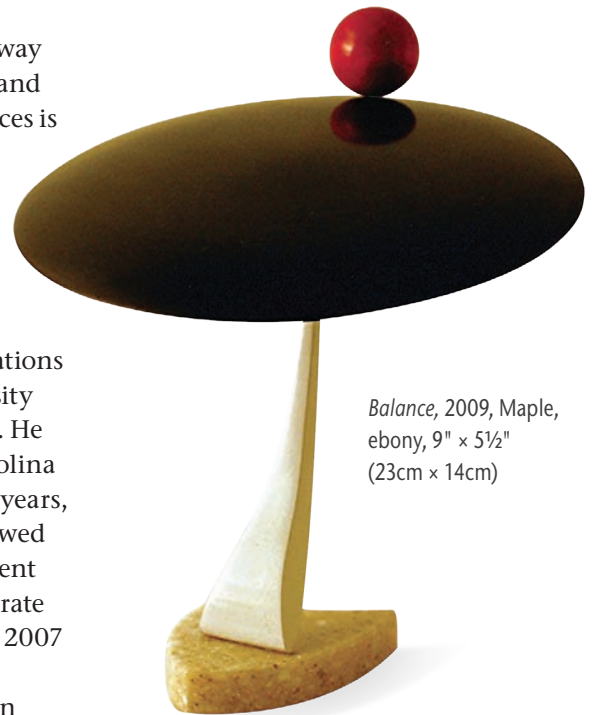 way
and
ces is
ations
sity
. He
olina
years,
wed
ent
rate
2007
n
Balance, 2009, Maple,
ebony, 9" × 5½"
(23cm × 14cm)